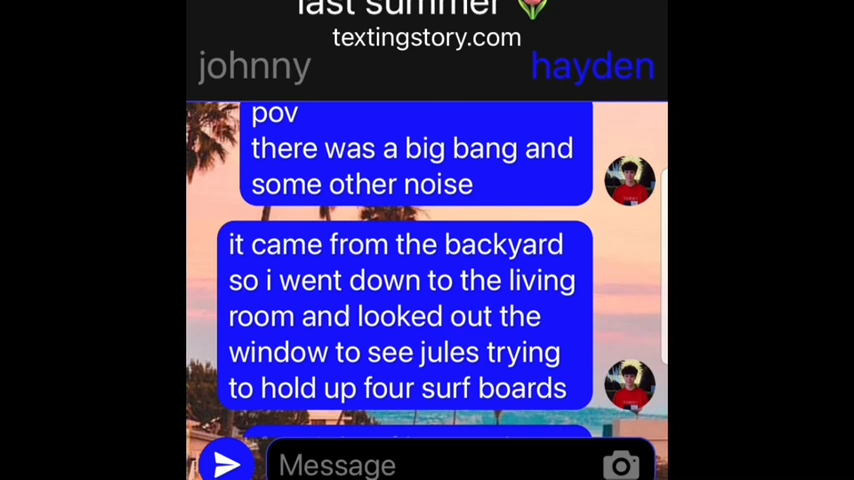 last summer 🌷
textingstory.com
johnny
hayden
pov
there was a big bang and
some other noise
it came from the backyard
so i went down to the living
room and looked out the
window to see jules trying
to hold up four surf boards
Message